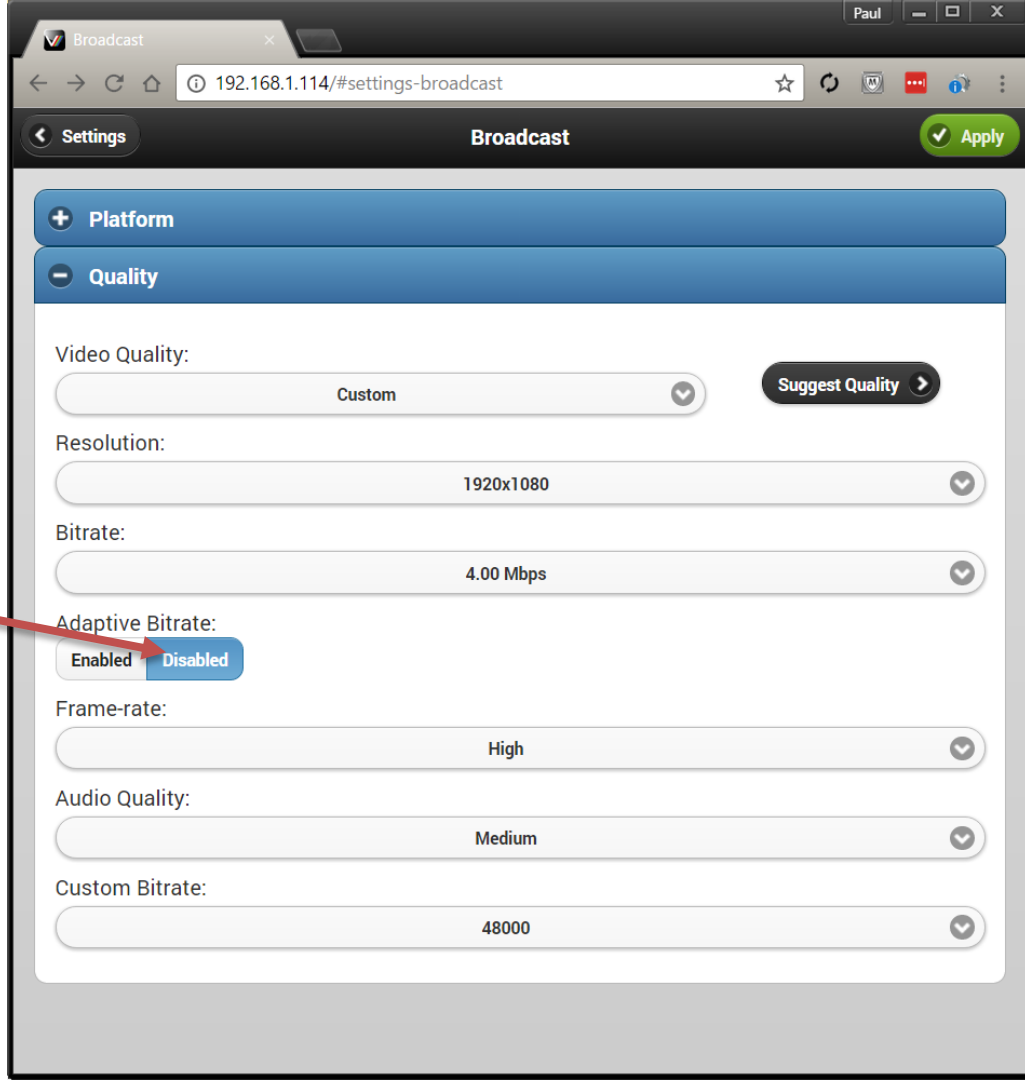 Paul
Broadcast
192.168.1.114/#settings-broadcast
Settings
Broadcast
Apply
Platform
Quality
Video Quality:
Custom
Suggest Quality
Resolution:
1920x1080
Bitrate:
4.00 Mbps
Adaptive Bitrate:
Enabled Disabled
Frame-rate:
High
Audio Quality:
Medium
Custom Bitrate:
48000